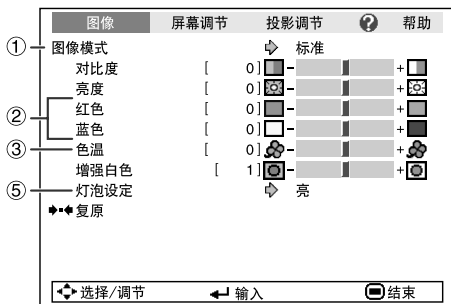 图像 屏幕调节 投影调节 ? 帮助
① 图像模式 标准
对比度 [ 0] - +
亮度 [ 0] - +
② 红色 [ 0] - +
蓝色 [ 0] - +
③ 色温 [ 0] - +
增强白色 [ 1] - +
⑤ 灯泡设定 亮
复原
选择/调节 输入 结束